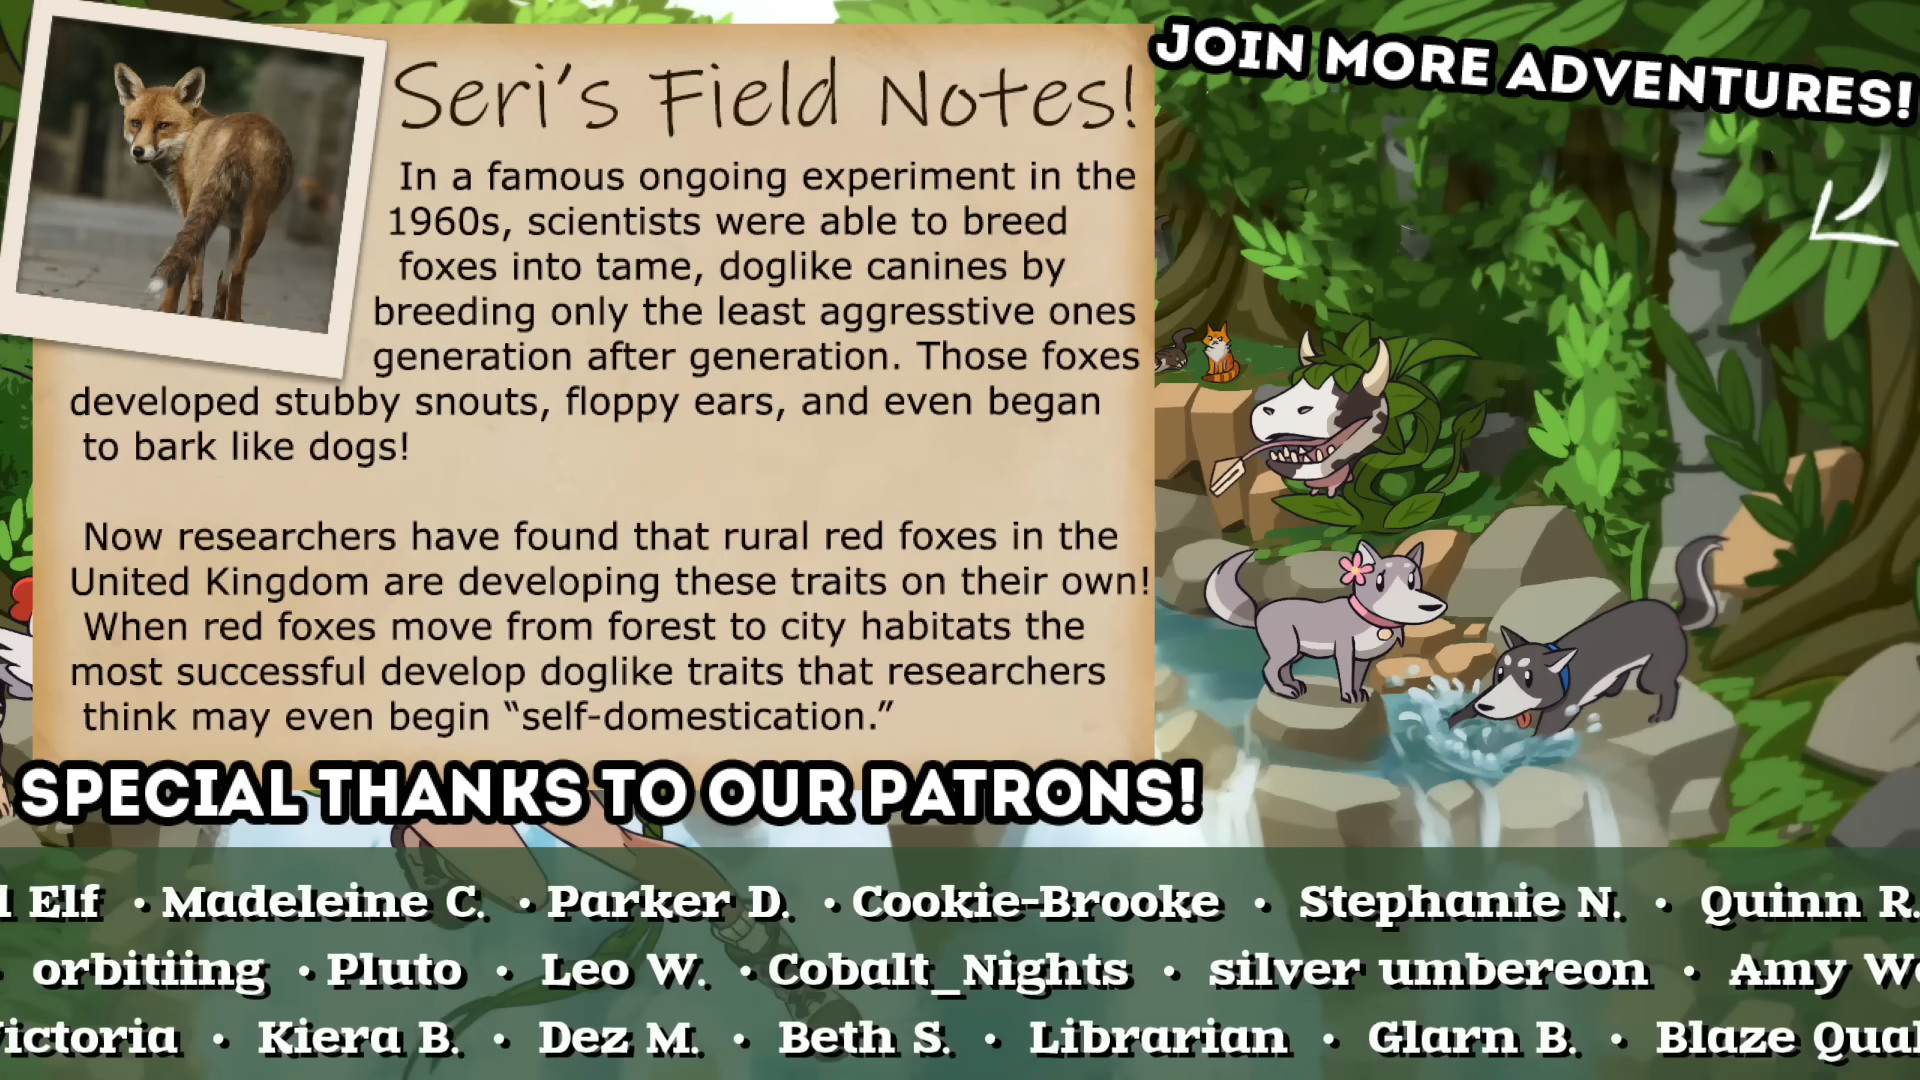 Seri's Field Notes!
JOIN MORE ADVENTURES!
In a famous ongoing experiment in the
1960s, scientists were able to breed
foxes into tame, doglike canines by
breeding only the least aggresstive ones
generation after generation. Those foxes
developed stubby snouts, floppy ears, and even began
to bark like dogs!
Now researchers have found that rural red foxes in the
United Kingdom are developing these traits on their own!
When red foxes move from forest to city habitats the
most successful develop doglike traits that researchers
think may even begin “self-domestication.”
SPECIAL THANKS TO OUR PATRONS!
Elf • Madeleine C. • Parker D. • Cookie-Brooke • Stephanie N. • Quinn R.
• orbitiing • Pluto • Leo W. • Cobalt_Nights • silver umbereon • Amy
ictoria • Kiera B. • Dez M. • Beth S. • Librarian • Glarn B. • Blaze Qua